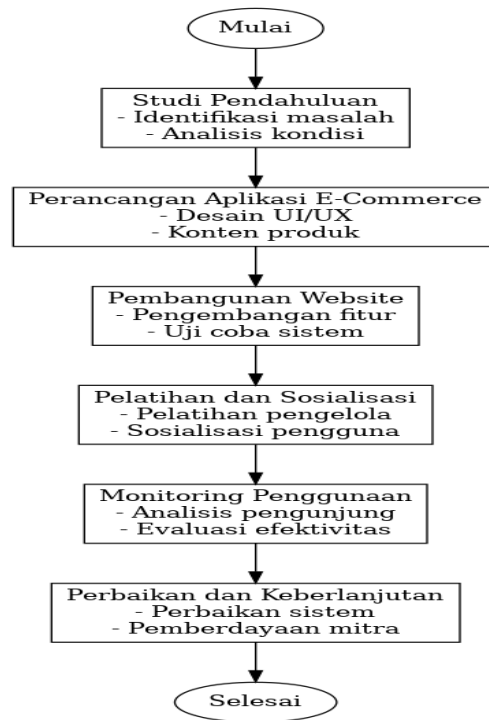 Mulai
Studi Pendahuluan
- Identifikasi masalah
- Analisis kondisi
Perancangan Aplikasi E-Commerce
- Desain UI/UX
- Konten produk
Pembangunan Website
- Pengembangan fitur
- Uji coba sistem
Pelatihan dan Sosialisasi
- Pelatihan pengelola
- Sosialisasi pengguna
Monitoring Penggunaan
- Analisis pengunjung
- Evaluasi efektivitas
Perbaikan dan Keberlanjutan
- Perbaikan sistem
- Pemberdayaan mitra
Selesai